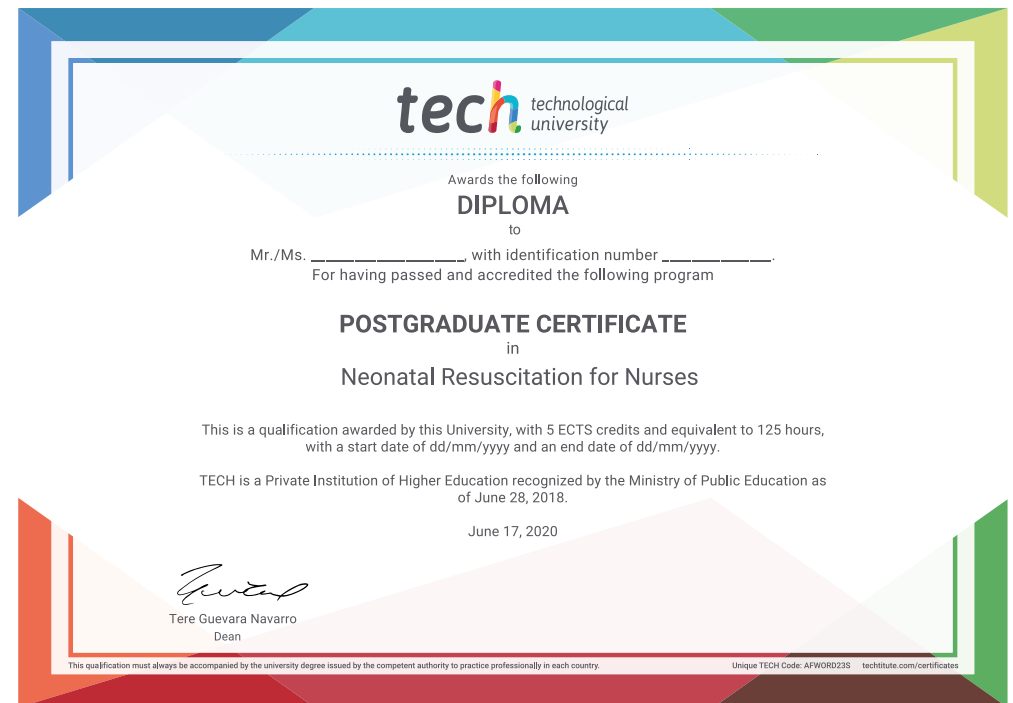 tech technological
university
Awards the following
DIPLOMA
to
Mr./Ms. __________________, with identification number _____________.
For having passed and accredited the following program
POSTGRADUATE CERTIFICATE
in
Neonatal Resuscitation for Nurses
This is a qualification awarded by this University, with 5 ECTS credits and equivalent to 125 hours,
with a start date of dd/mm/yyyy and an end date of dd/mm/yyyy.
TECH is a Private Institution of Higher Education recognized by the Ministry of Public Education as
of June 28, 2018.
June 17, 2020
Tere Guevara Navarro
Dean
This qualification must always be accompanied by the university degree issued by the competent authority to practice professionally in each country.
Unique TECH Code: AFWORD23S techtitute.com/certificates